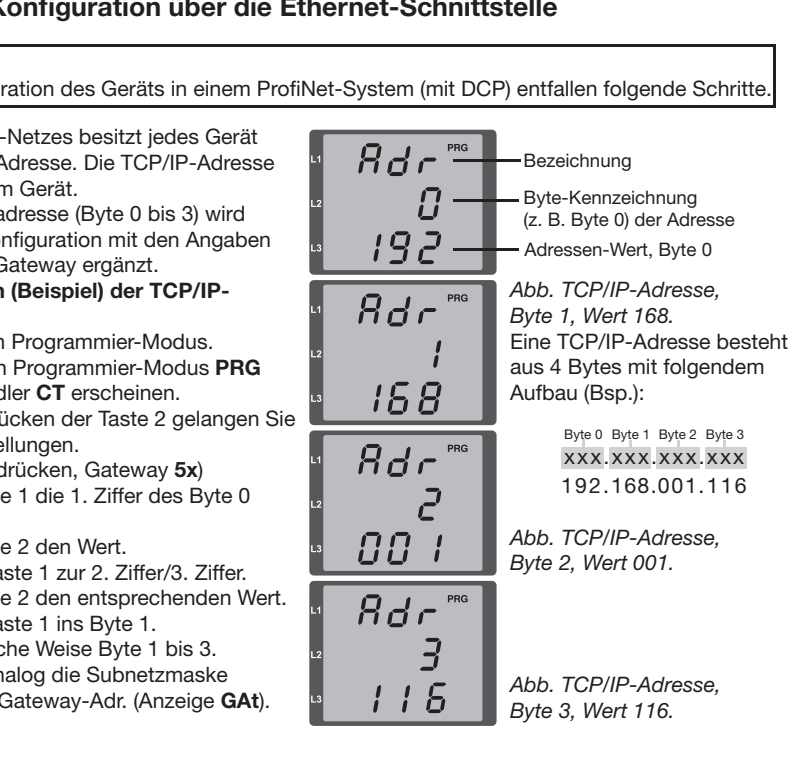 Konfiguration über die Ethernet-Schnittstelle
ration des Geräts in einem ProfiNet-System (mit DCP) entfallen folgende Schritte.
-Netzes besitzt jedes Gerät
Adresse. Die TCP/IP-Adresse
m Gerät.
adresse (Byte 0 bis 3) wird
onfiguration mit den Angaben
Gateway ergänzt.
n (Beispiel) der TCP/IP-
n Programmier-Modus.
n Programmier-Modus PRG
dler CT erscheinen.
ücken der Taste 2 gelangen Sie
ellungen.
drücken, Gateway 5x)
e 1 die 1. Ziffer des Byte 0
e 2 den Wert.
aste 1 zur 2. Ziffer/3. Ziffer.
e 2 den entsprechenden Wert.
aste 1 ins Byte 1.
che Weise Byte 1 bis 3.
nalog die Subnetzmaske
Gateway-Adr. (Anzeige GAt).
L1 Adr PRG
L2 0
L3 192
Bezeichnung
Byte-Kennzeichnung
(z. B. Byte 0) der Adresse
Adressen-Wert, Byte 0
L1 Adr PRG
L2 1
L3 168
Abb. TCP/IP-Adresse,
Byte 1, Wert 168.
Eine TCP/IP-Adresse besteht
aus 4 Bytes mit folgendem
Aufbau (Bsp.):
Byte 0 Byte 1 Byte 2 Byte 3
xxx.xxx.xxx.xxx
192.168.001.116
L1 Adr PRG
L2 2
L3 001
Abb. TCP/IP-Adresse,
Byte 2, Wert 001.
L1 Adr PRG
L2 3
L3 116
Abb. TCP/IP-Adresse,
Byte 3, Wert 116.